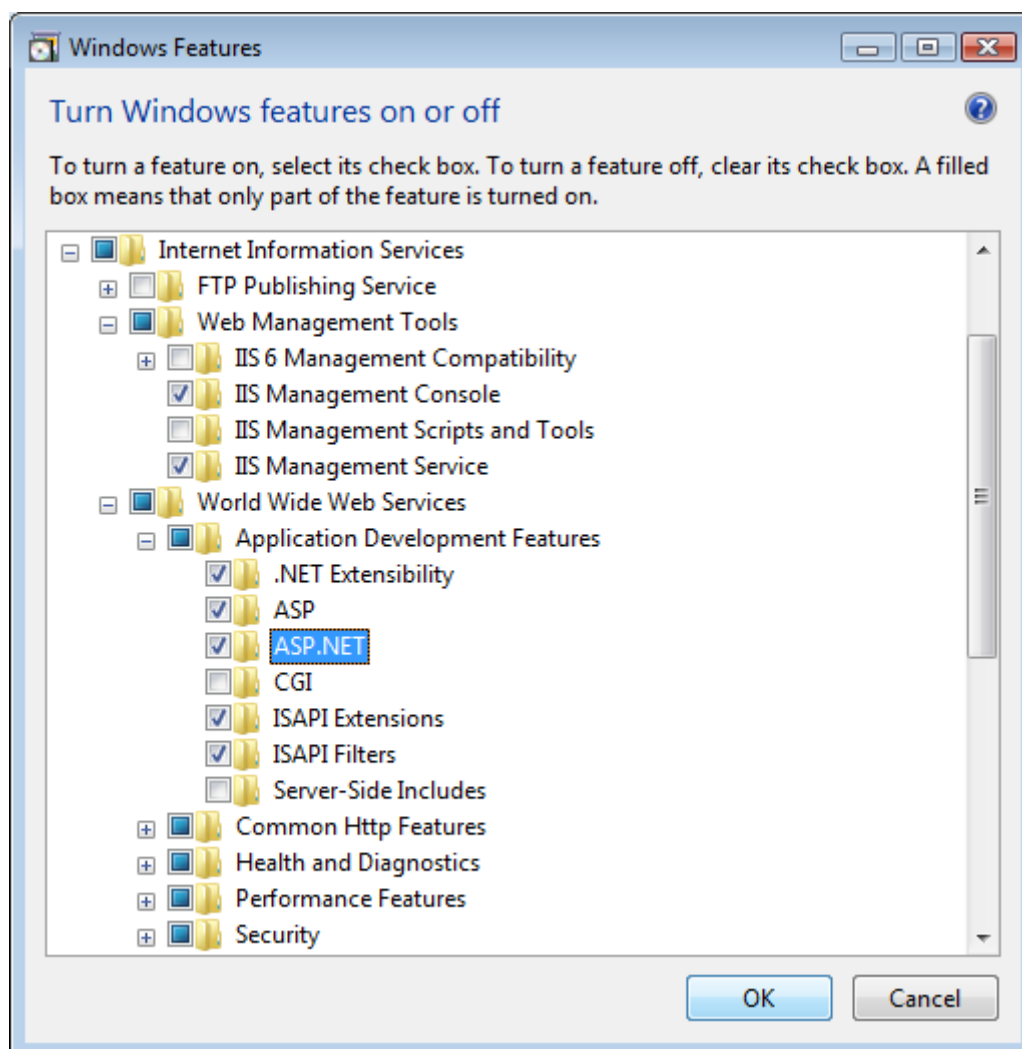 Windows Features
Turn Windows features on or off
To turn a feature on, select its check box. To turn a feature off, clear its check box. A filled
box means that only part of the feature is turned on.
Internet Information Services
FTP Publishing Service
Web Management Tools
IIS 6 Management Compatibility
IIS Management Console
IIS Management Scripts and Tools
IIS Management Service
World Wide Web Services
Application Development Features
.NET Extensibility
ASP
ASP.NET
CGI
ISAPI Extensions
ISAPI Filters
Server-Side Includes
Common Http Features
Health and Diagnostics
Performance Features
Security
OK Cancel